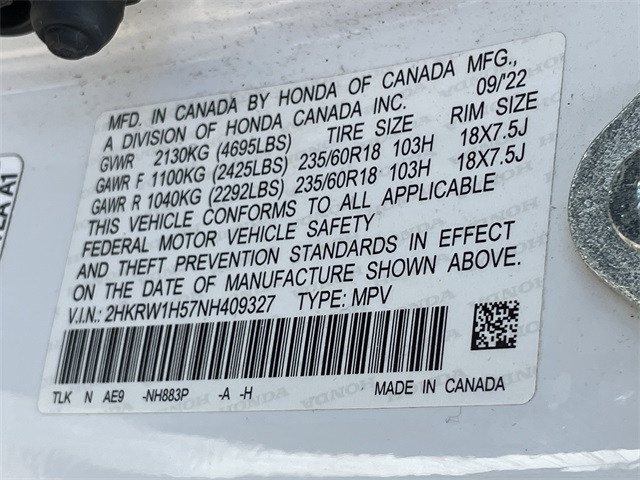 MFD. IN CANADA BY HONDA OF CANADA MFG.,
A DIVISION OF HONDA CANADA INC. 09/'22
GVWR 2130KG (4695LBS) TIRE SIZE RIM SIZE
GAWR F 1100KG (2425LBS) 235/60R18 103H 18X7.5J
GAWR R 1040KG (2292LBS) 235/60R18 103H 18X7.5J
THIS VEHICLE CONFORMS TO ALL APPLICABLE
FEDERAL MOTOR VEHICLE SAFETY
AND THEFT PREVENTION STANDARDS IN EFFECT
ON THE DATE OF MANUFACTURE SHOWN ABOVE.
V.I.N.: 2HKRW1H57NH409327 TYPE: MPV
TLK N AE9 -NH883P -A -H MADE IN CANADA
A1